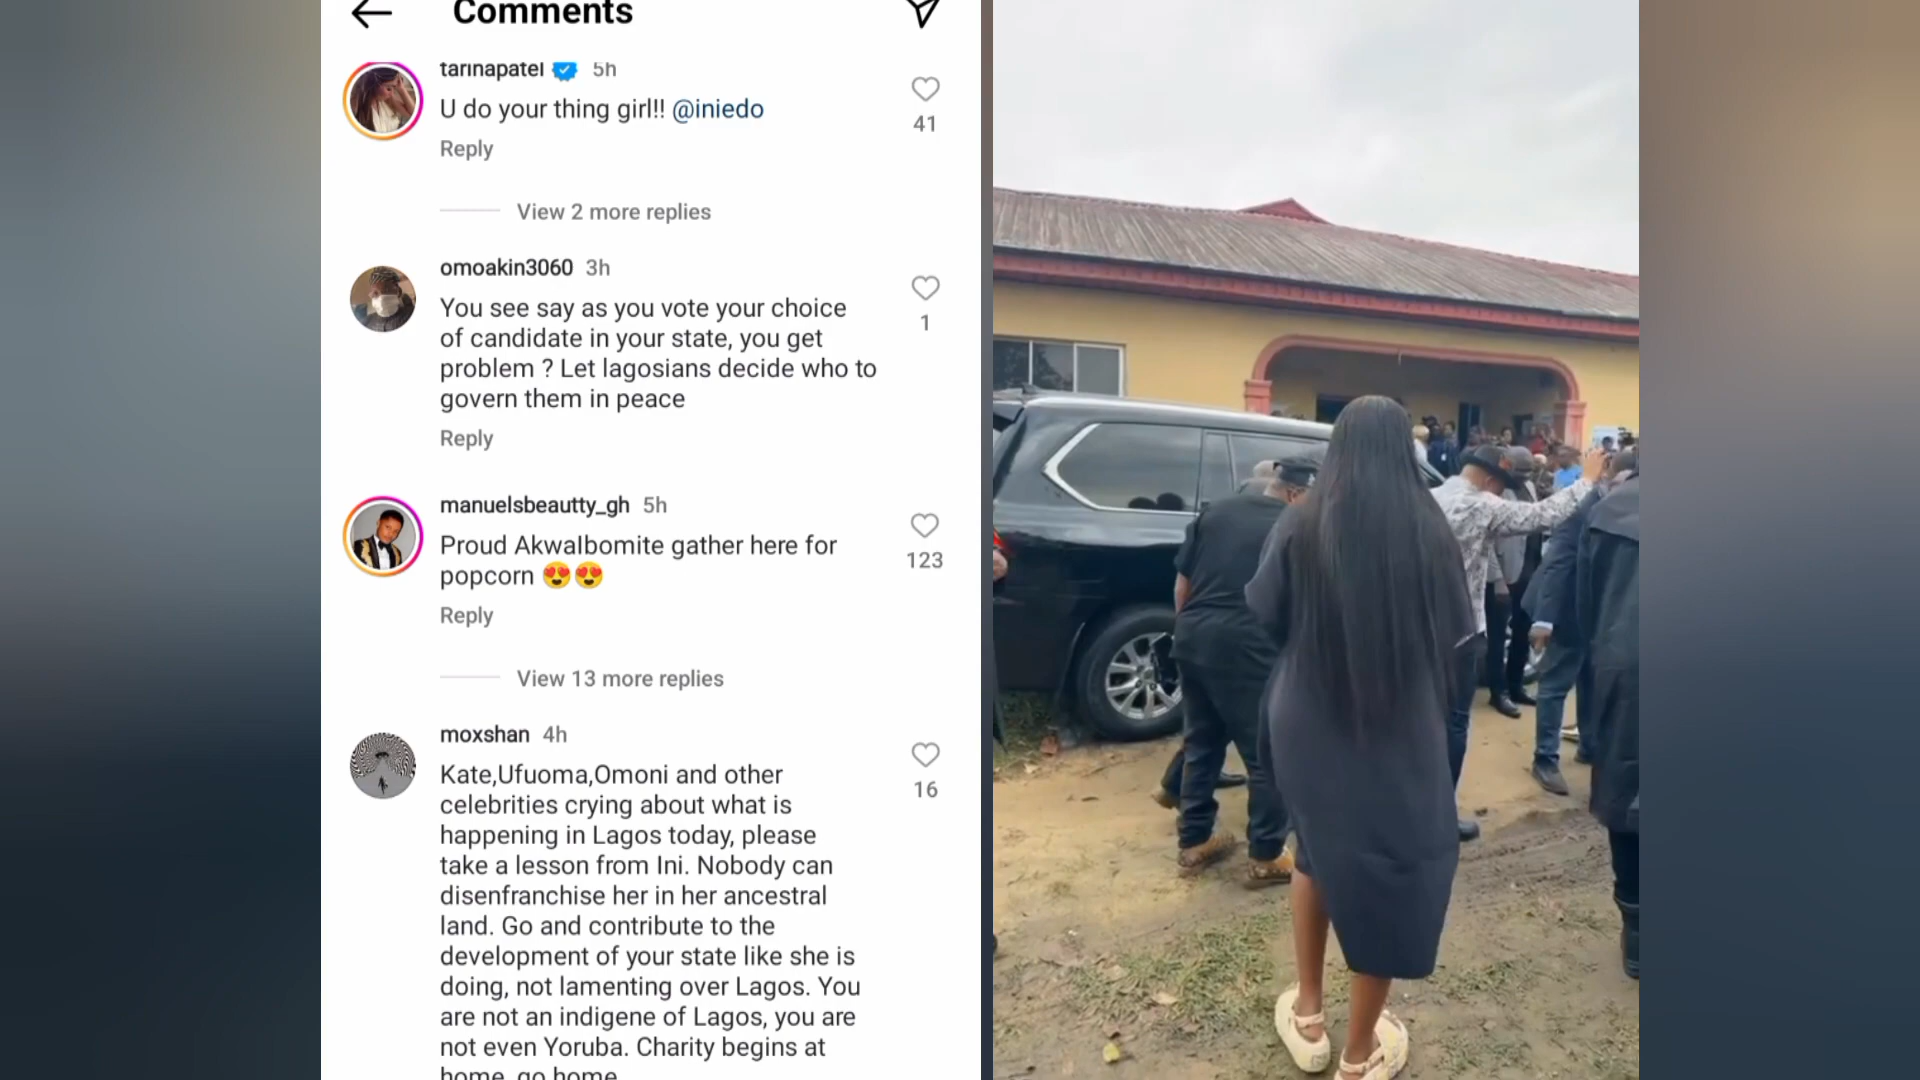 Comments
tarinapatel 5h
U do your thing girl!! @iniedo
41
Reply
View 2 more replies
omoakin3060 3h
You see say as you vote your choice
of candidate in your state, you get
problem ? Let lagosians decide who to
govern them in peace
1
Reply
manuelsbeautty_gh 5h
Proud AkwaIbomite gather here for
popcorn 😍😍
123
Reply
View 13 more replies
moxshan 4h
Kate,Ufuoma,Omoni and other
celebrities crying about what is
happening in Lagos today, please
take a lesson from Ini. Nobody can
disenfranchise her in her ancestral
land. Go and contribute to the
development of your state like she is
doing, not lamenting over Lagos. You
are not an indigene of Lagos, you are
not even Yoruba. Charity begins at
home, go home
16